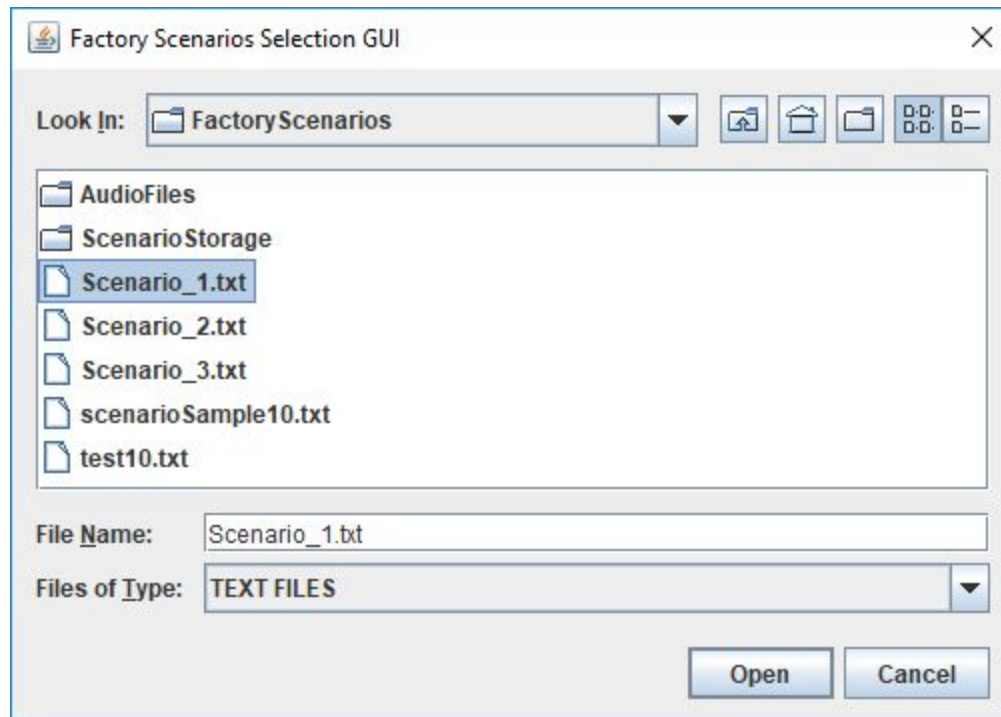 Factory Scenarios Selection GUI
Look In: FactoryScenarios
AudioFiles
ScenarioStorage
Scenario_1.txt
Scenario_2.txt
Scenario_3.txt
scenarioSample10.txt
test10.txt
File Name: Scenario_1.txt
Files of Type: TEXT FILES
Open Cancel